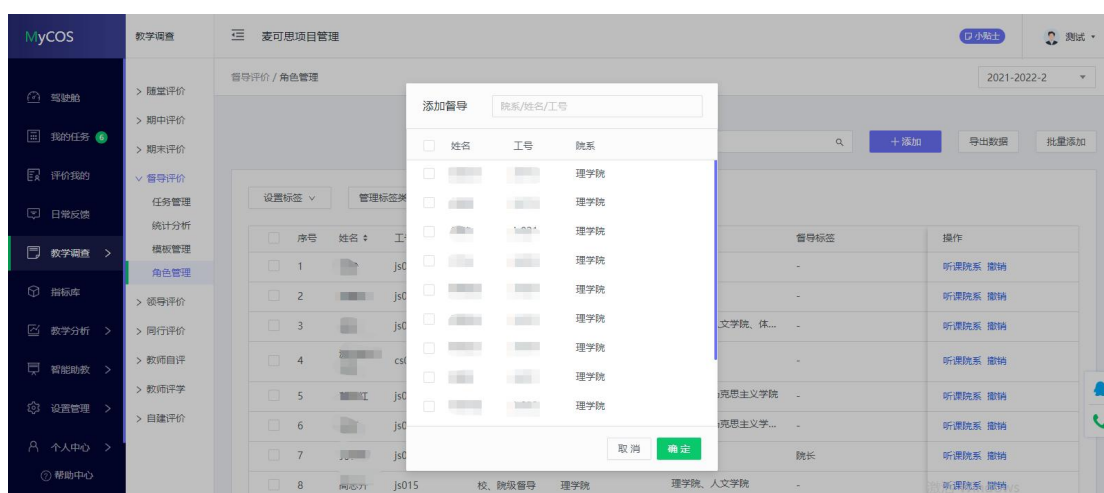 MyCOS
教学调查
麦可思项目管理
小贴士
测试
督导评价 / 角色管理
2021-2022-2
驾驶舱
我的任务 6
评价我的
日常反馈
教学调查
指标库
教学分析
智能助教
设置管理
个人中心
帮助中心
随堂评价
期中评价
期末评价
督导评价
任务管理
统计分析
模板管理
角色管理
领导评价
同行评价
教师自评
教师评学
自建评价
添加督导 院系/姓名/工号
姓名 工号 院系
理学院
理学院
理学院
理学院
理学院
理学院
理学院
理学院
理学院
取消 确定
+添加 导出数据 批量添加
设置标签 管理标签类
序号 姓名 工 督导标签 操作
1 js0 - 听课院系 撤销
2 js0 - 听课院系 撤销
3 js0 文学院、体... - 听课院系 撤销
4 cs0 - 听课院系 撤销
5 js0 克思主义学院 - 听课院系 撤销
6 js0 克思主义学... - 听课院系 撤销
7 js0 院长 听课院系 撤销
8 js015 校、院级督导 理学院 理学院、人文学院 - 听课院系 撤销